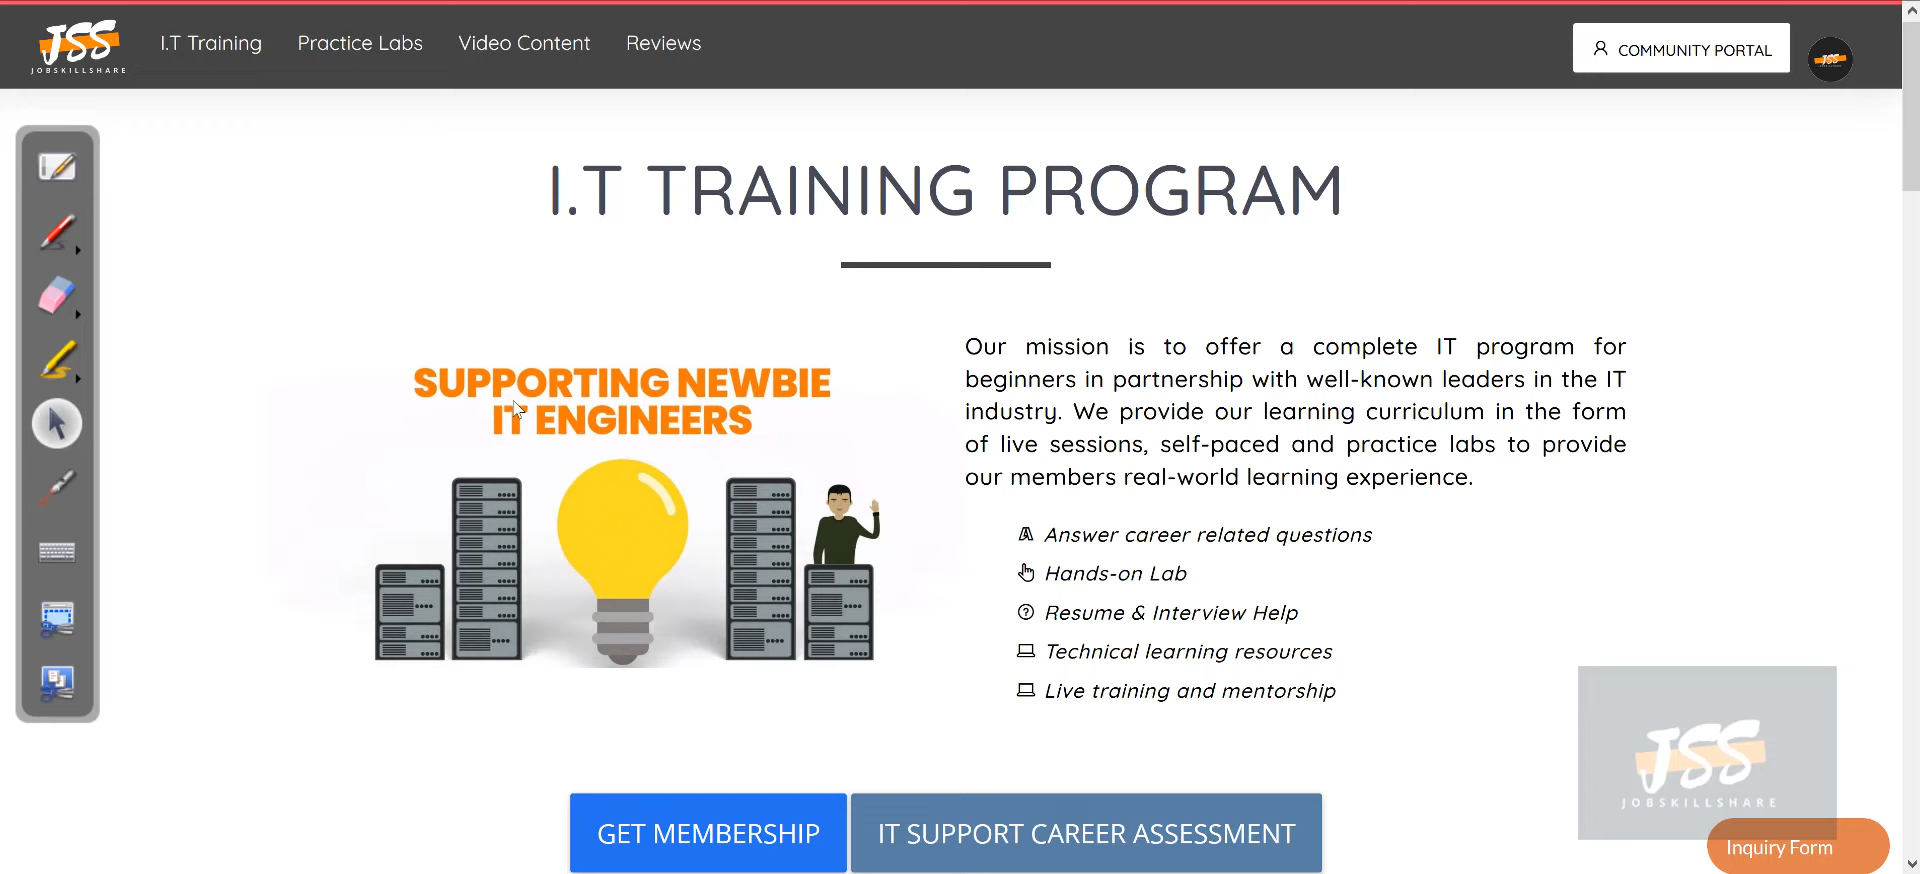 JSS
JOBSKILLSHARE
I.T Training
Practice Labs
Video Content
Reviews
COMMUNITY PORTAL
JSS
I.T TRAINING PROGRAM
SUPPORTING NEWBIE
IT ENGINEERS
Our mission is to offer a complete IT program for
beginners in partnership with well-known leaders in the IT
industry. We provide our learning curriculum in the form
of live sessions, self-paced and practice labs to provide
our members real-world learning experience.
Answer career related questions
Hands-on Lab
Resume & Interview Help
Technical learning resources
Live training and mentorship
JSS
JOBSKILLSHARE
GET MEMBERSHIP
IT SUPPORT CAREER ASSESSMENT
Inquiry Form